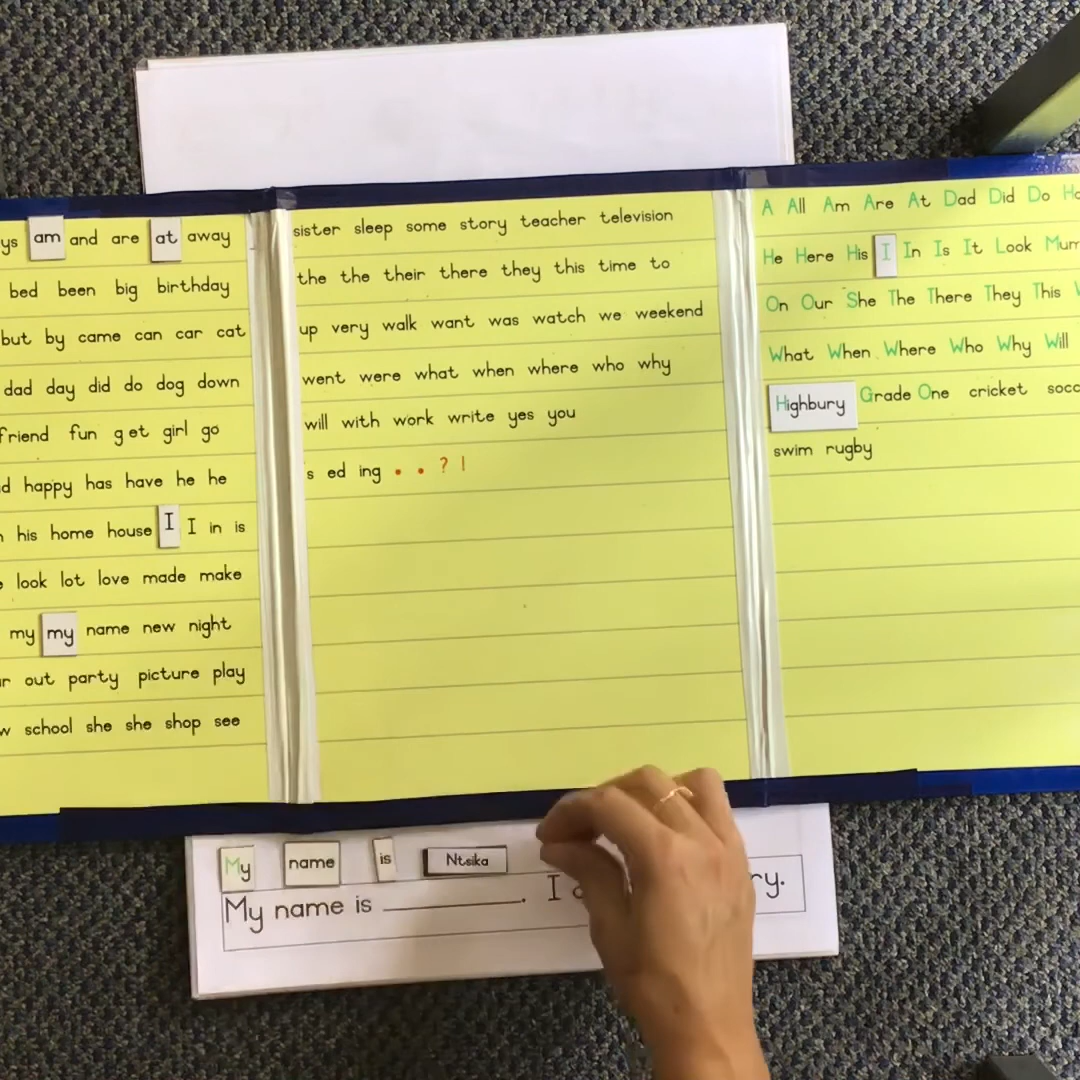 ys am and are at away
bed been big birthday
but by came can car cat
dad day did do dog down
friend fun get girl go
happy has have he he
his home house I I in is
look lot love made make
my my name new night
out party picture play
school she she shop see
sister sleep some story teacher television
the the their there they this time to
up very walk want was watch we weekend
went were what when where who why
will with work write yes you
s ed ing . . ? !
A All Am Are At Dad Did Do
He Here His I In Is It Look Mum
On Our She The There They This
What When Where Who Why Will
Highbury Grade One cricket
swim rugby
My name is Ntsika
My name is ________. I
ry.